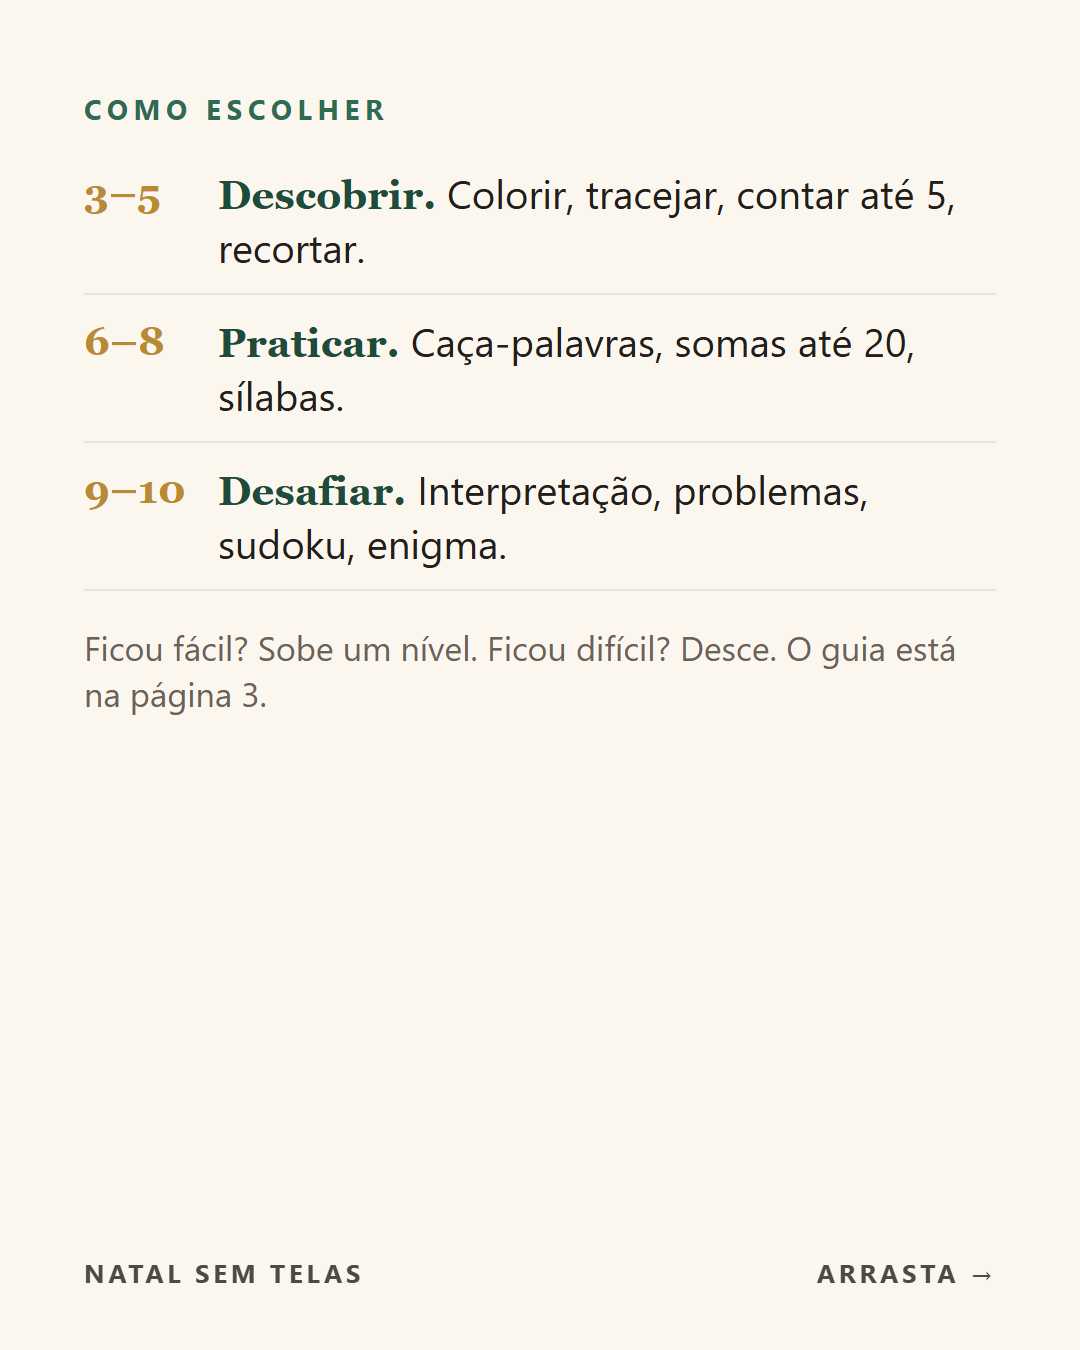 COMO ESCOLHER
3–5 Descobrir. Colorir, tracejar, contar até 5,
recortar.
6–8 Praticar. Caça-palavras, somas até 20,
sílabas.
9–10 Desafiar. Interpretação, problemas,
sudoku, enigma.
Ficou fácil? Sobe um nível. Ficou difícil? Desce. O guia está
na página 3.
NATAL SEM TELAS
ARRASTA →